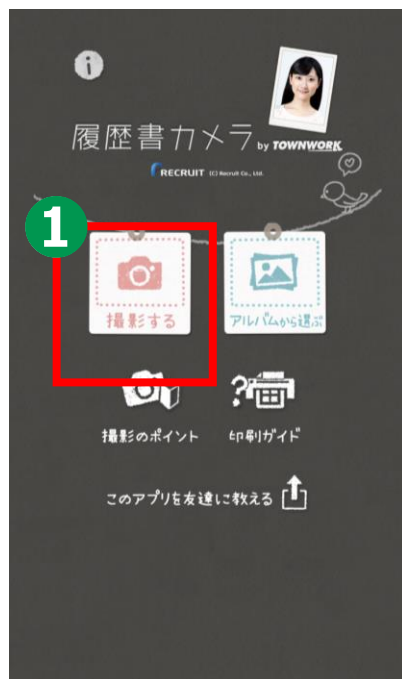 i
履歴書カメラ by TOWNWORK
RECRUIT (C) Recruit Co., Ltd.
1
撮影する
アルバムから選ぶ
撮影のポイント
?印刷ガイド
このアプリを友達に教える